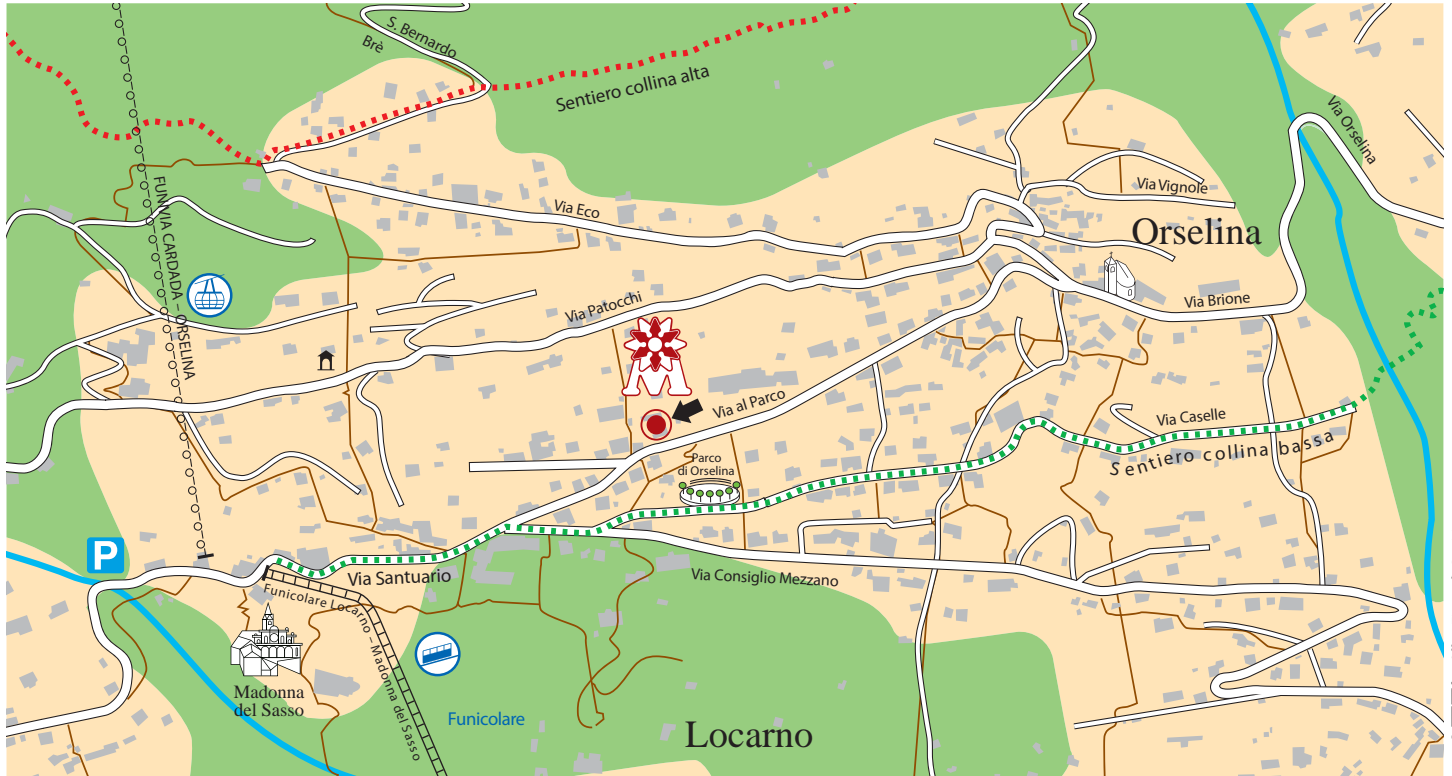 S. Bernardo
Brè
Sentiero collina alta
FUNIVIA CARDADA – ORSELINA
Via Orselina
Via Vignole
Via Eco
Orselina
Via Brione
Via Patocchi
M
Via al Parco
Via Caselle
Sentiero collina bassa
Parco
di Orselina
P
Via Santuario
Via Consiglio Mezzano
Funicolare Locarno – Madonna del Sasso
Madonna
del Sasso
Funicolare
Locarno